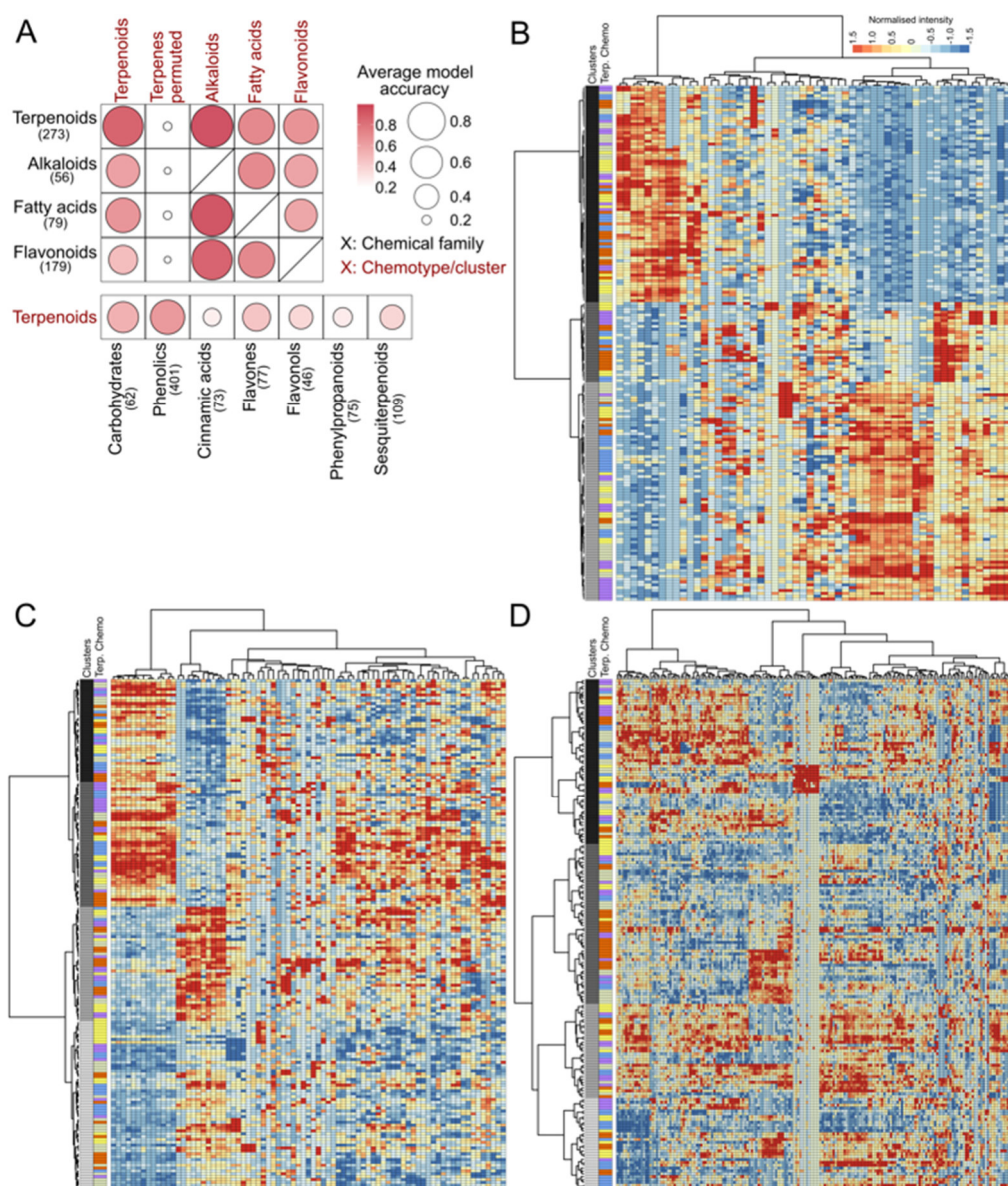 A
Terpenoids
Terpenes
permuted
Alkaloids
Fatty acids
Flavonoids
Terpenoids
(273)
Alkaloids
(56)
Fatty acids
(79)
Flavonoids
(179)
Average model
accuracy
0.8
0.6
0.4
0.2
0.8
0.6
0.4
0.2
X: Chemical family
X: Chemotype/cluster
Terpenoids
Carbohydrates
(62)
Phenolics
(401)
Cinnamic acids
(73)
Flavones
(77)
Flavonols
(46)
Phenylpropanoids
(75)
Sesquiterpenoids
(109)
B
Clusters
Terp. Chemo
Normalised intensity
1.5
1.0
0.5
0
-0.5
-1.0
-1.5
C
Clusters
Terp. Chemo
D
Clusters
Terp. Chemo